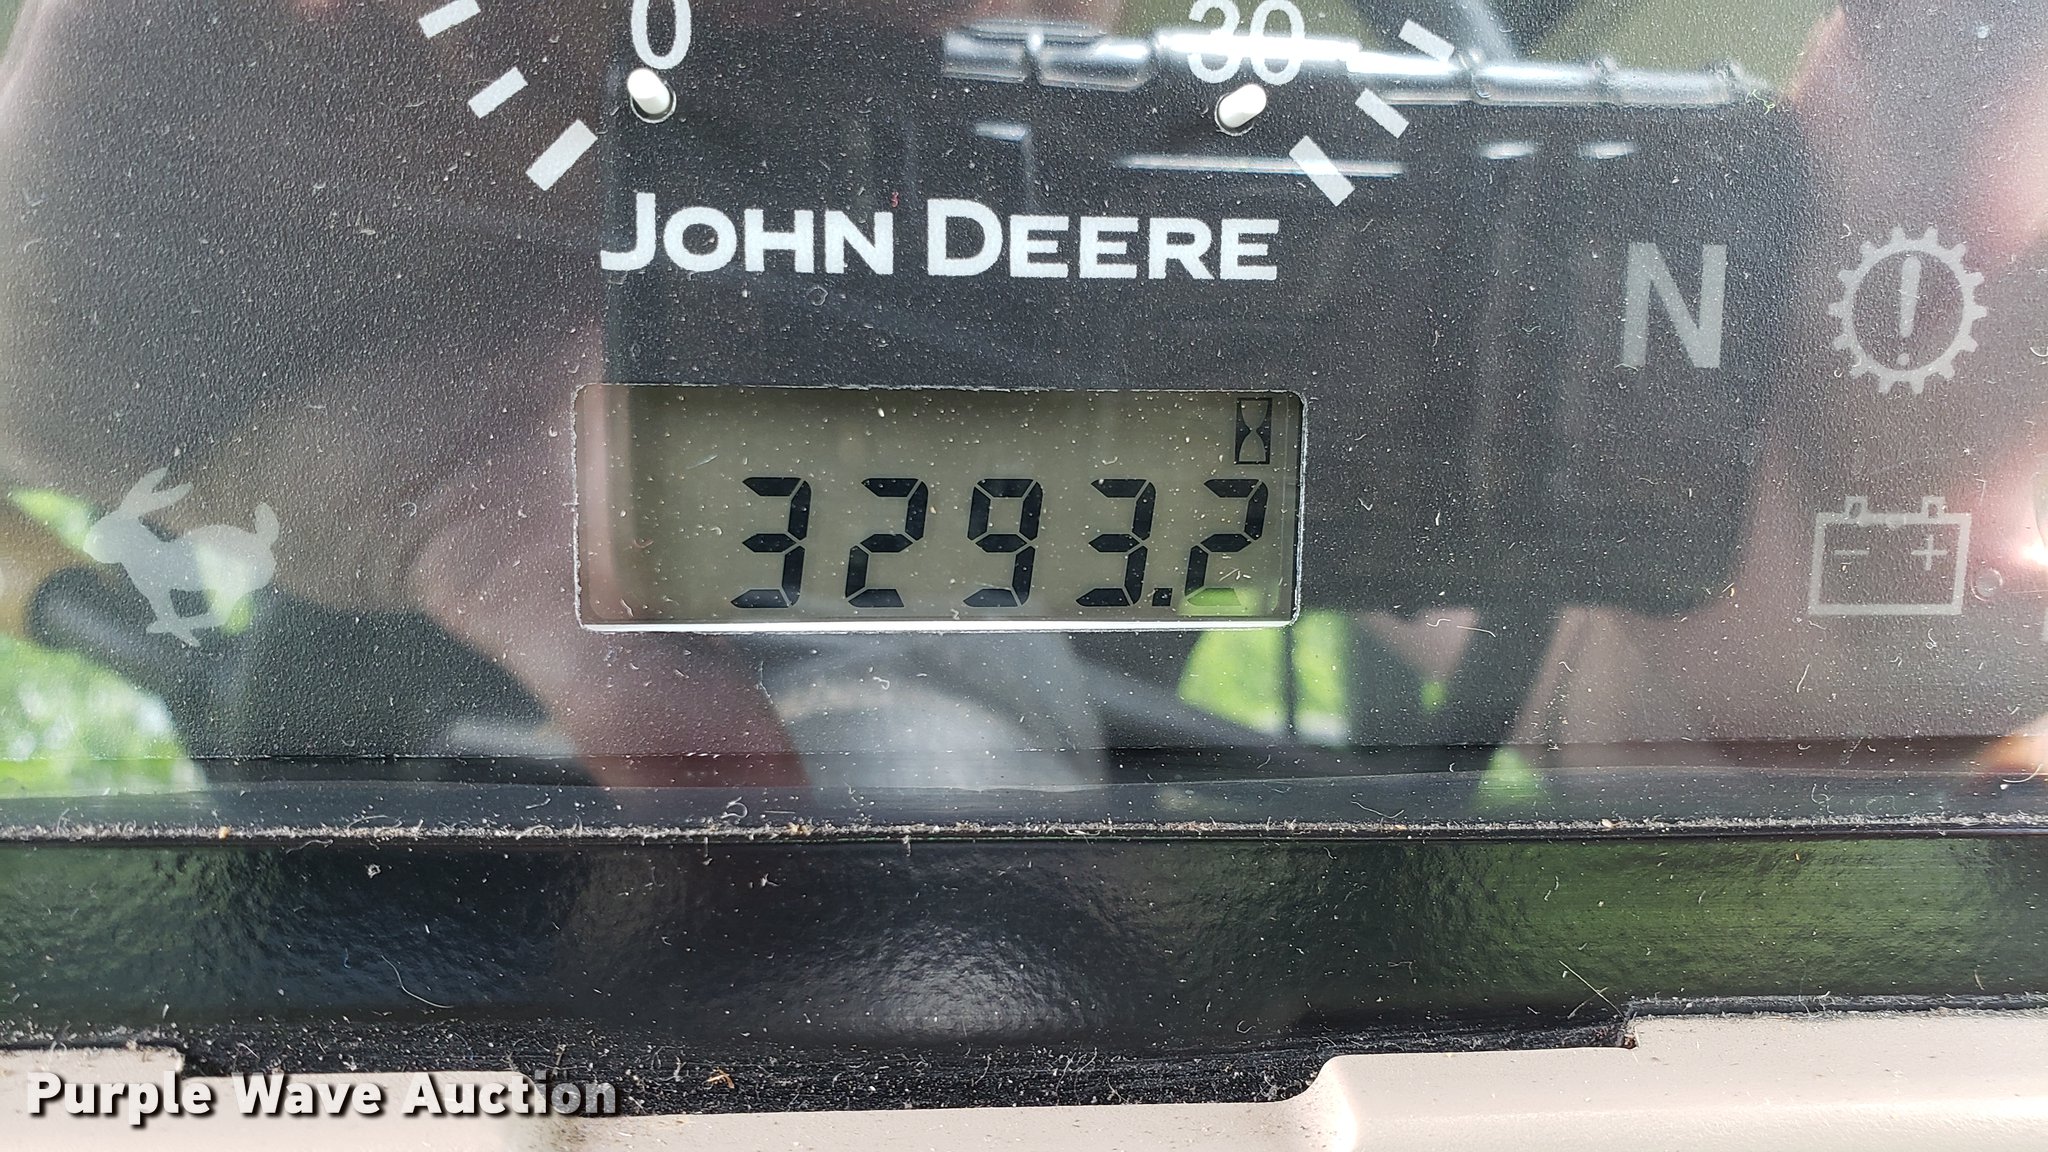 0 30
JOHN DEERE
N
3293.2
Purple Wave Auction